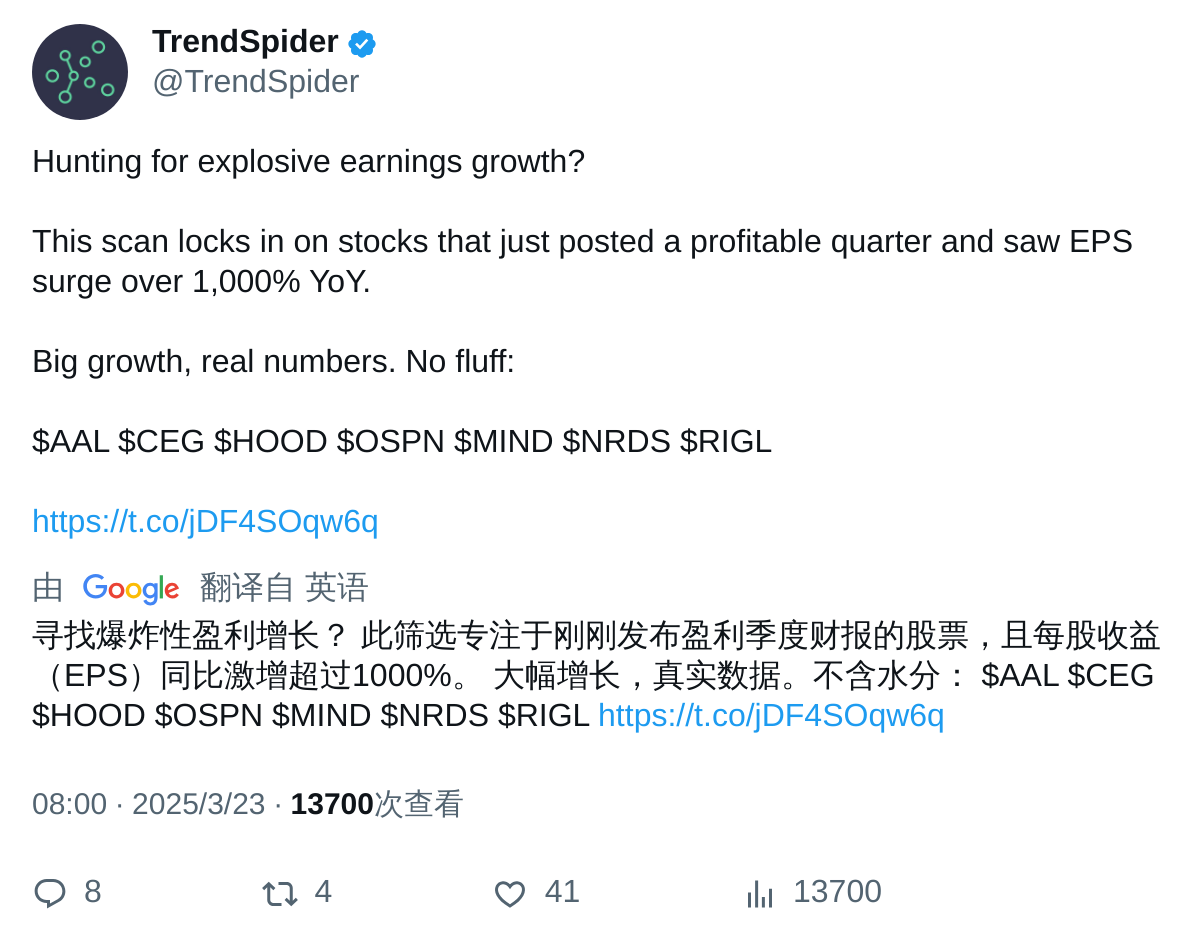 TrendSpider
@TrendSpider
Hunting for explosive earnings growth?
This scan locks in on stocks that just posted a profitable quarter and saw EPS
surge over 1,000% YoY.
Big growth, real numbers. No fluff:
$AAL $CEG $HOOD $OSPN $MIND $NRDS $RIGL
https://t.co/jDF4SOqw6q
由 Google 翻译自 英语
寻找爆炸性盈利增长？ 此筛选专注于刚刚发布盈利季度财报的股票，且每股收益
（EPS）同比激增超过1000%。 大幅增长，真实数据。不含水分： $AAL $CEG
$HOOD $OSPN $MIND $NRDS $RIGL https://t.co/jDF4SOqw6q
08:00 · 2025/3/23 · 13700次查看
8 4 41 13700